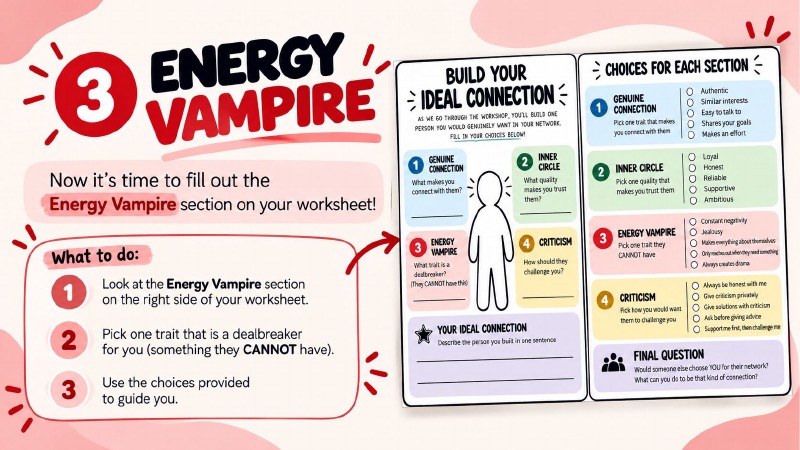 3 ENERGY
VAMPIRE
Now it's time to fill out the
Energy Vampire section on your worksheet!
What to do:
1 Look at the Energy Vampire section
on the right side of your worksheet.
2 Pick one trait that is a dealbreaker
for you (something they CANNOT have).
3 Use the choices provided
to guide you.
BUILD YOUR
IDEAL CONNECTION
AS WE GO THROUGH THE WORKSHOP, YOU'LL BUILD ONE
PERSON YOU WOULD GENUINELY WANT IN YOUR NETWORK.
FILL IN YOUR CHOICES BELOW!
1 GENUINE
CONNECTION
What makes you
connect with them?
2 INNER
CIRCLE
What quality
makes you trust
them?
3 ENERGY
VAMPIRE
What trait is a
dealbreaker?
(They CANNOT have this)
4 CRITICISM
How should they
challenge you?
YOUR IDEAL CONNECTION
Describe the person you built in one sentence
CHOICES FOR EACH SECTION
1 GENUINE
CONNECTION
Pick one trait that makes
you connect with them
Authentic
Similar interests
Easy to talk to
Shares your goals
Makes an effort
2 INNER CIRCLE
Pick one quality that
makes you trust them
Loyal
Honest
Reliable
Supportive
Ambitious
3 ENERGY VAMPIRE
Pick one trait they
CANNOT have
Constant negativity
Jealousy
Makes everything about themselves
Only reaches out when they need something
Always creates drama
4 CRITICISM
Pick how you would want
them to challenge you
Always be honest with me
Give criticism privately
Give solutions with criticism
Ask before giving advice
Support me first, then challenge me
FINAL QUESTION
Would someone else choose YOU for their network?
What can you do to be that kind of connection?